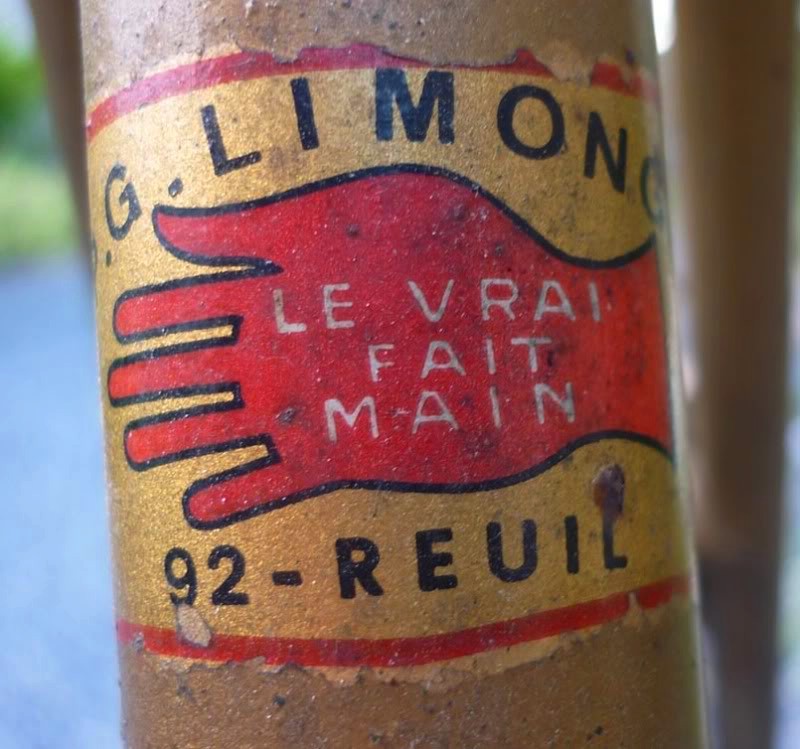 .G. LIMONG
LE VRAI
FAIT
MAIN
92-REUIL